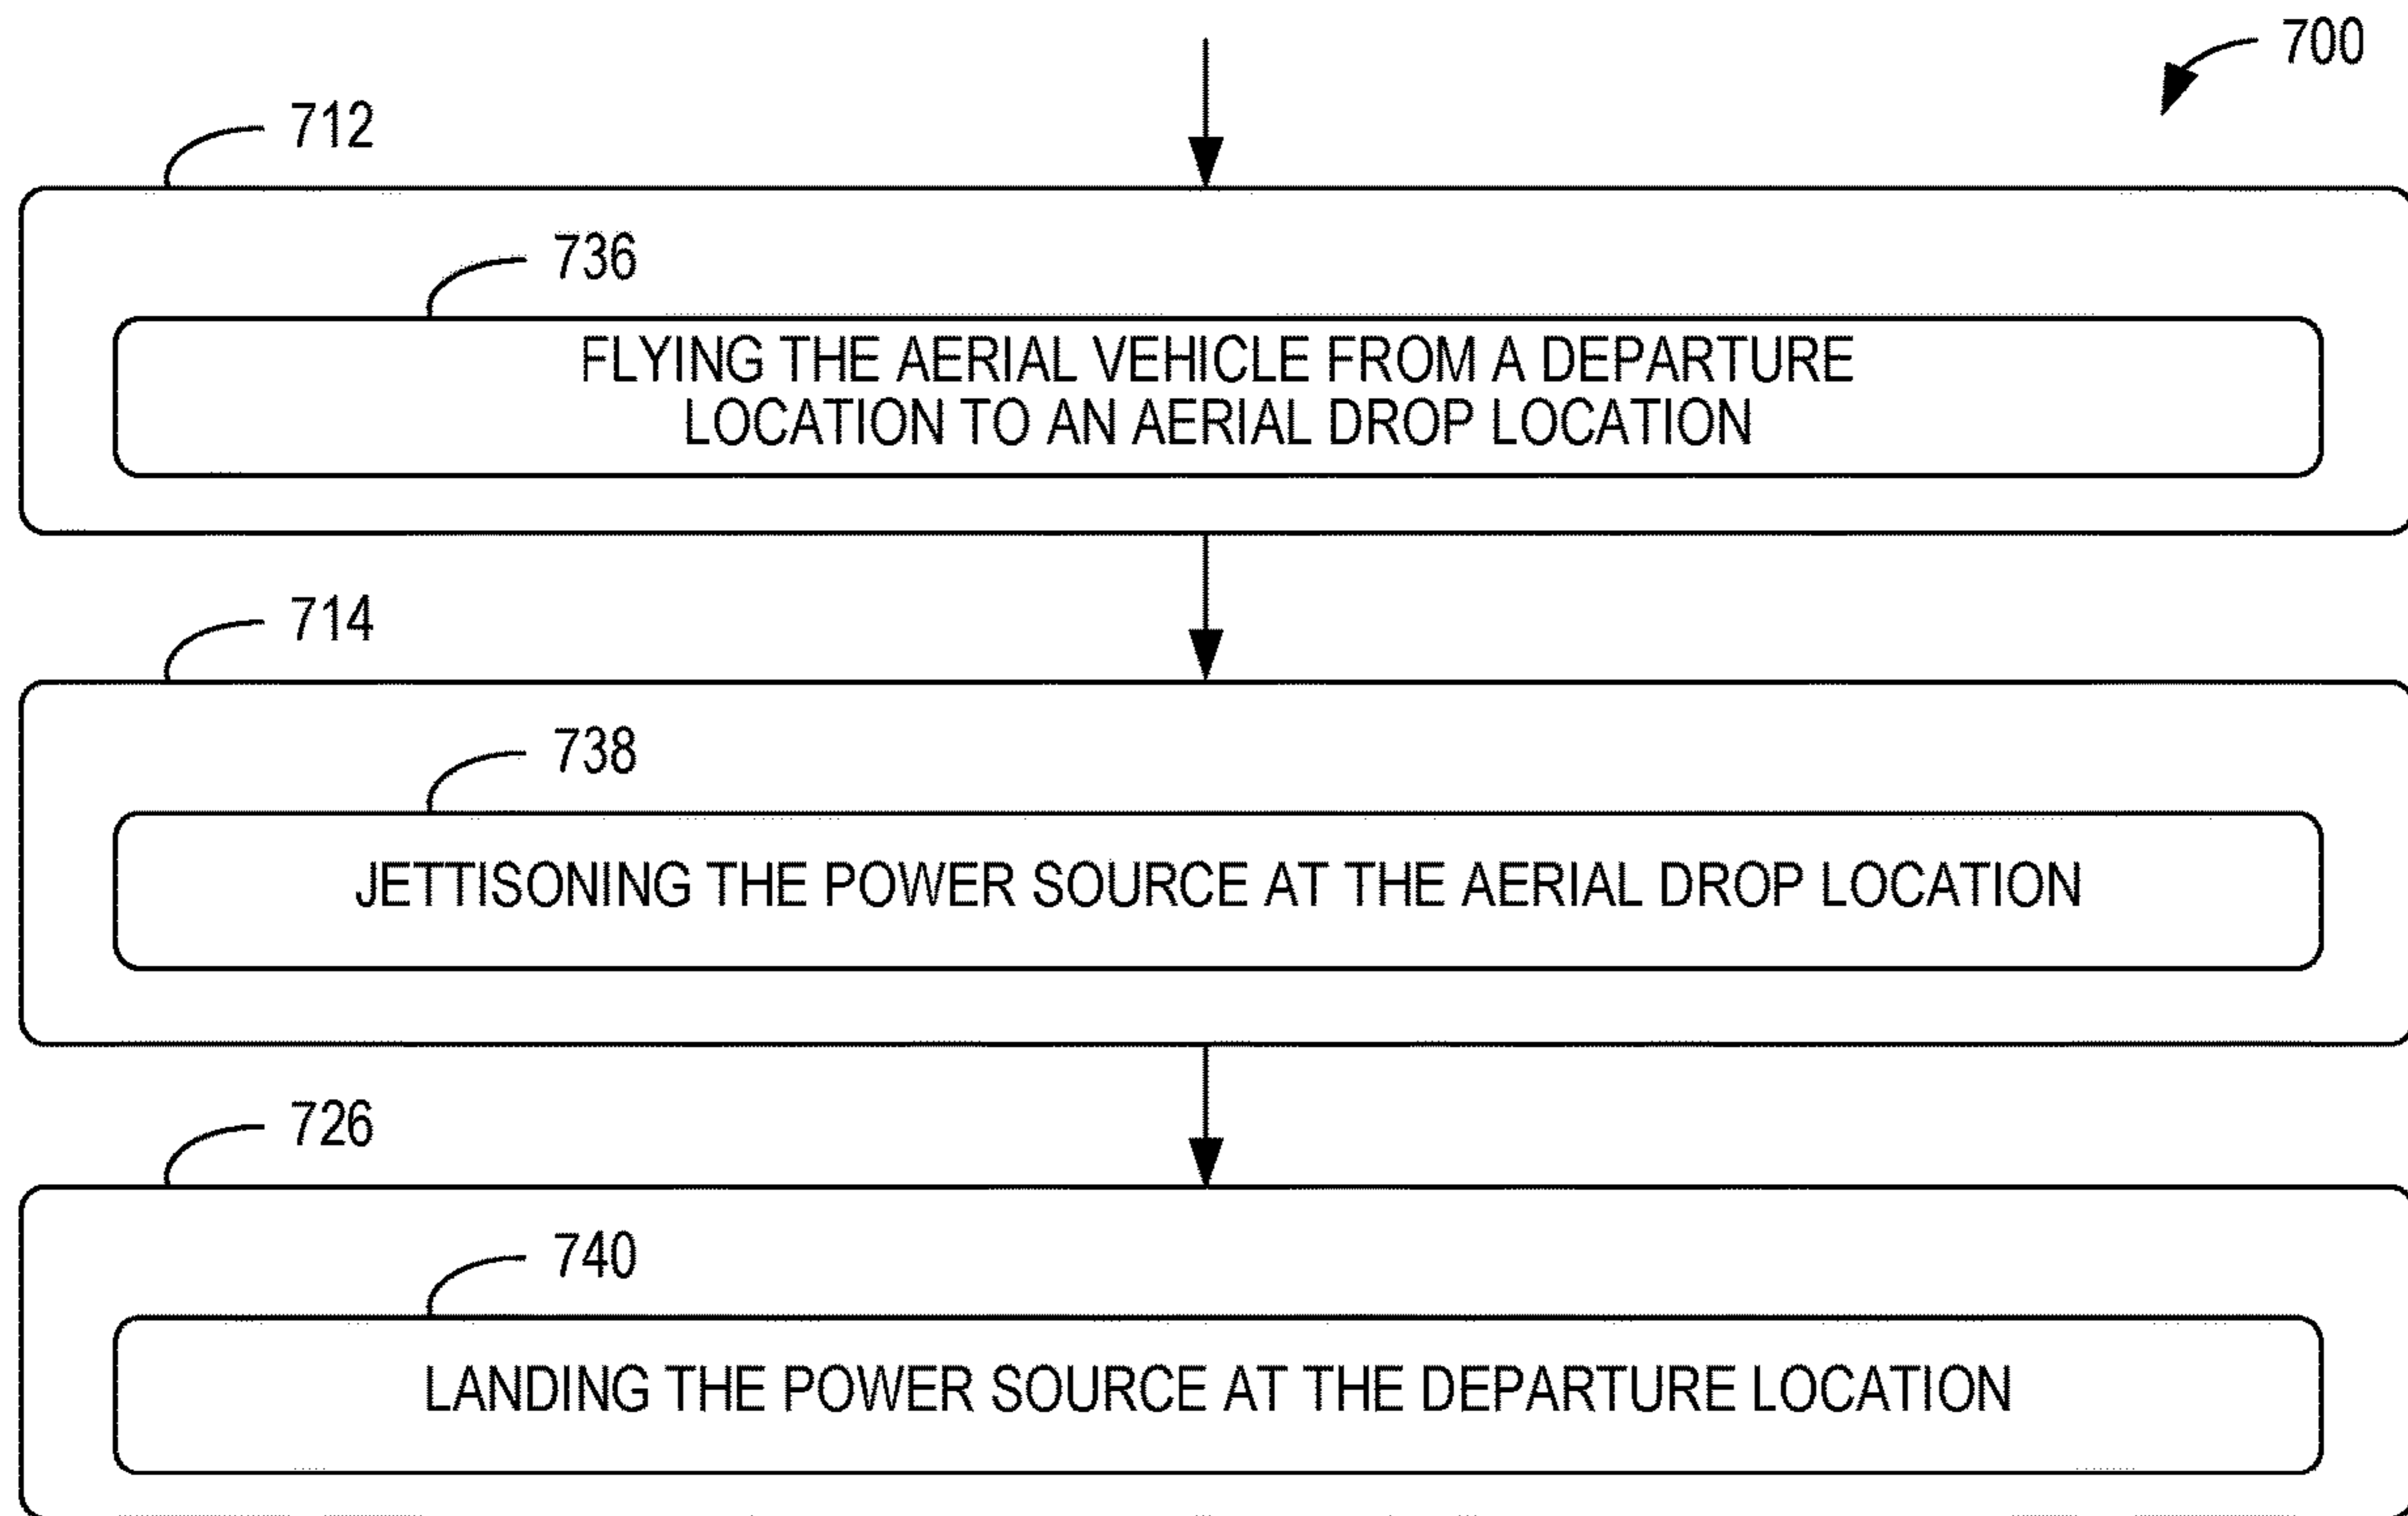 700
712
736
FLYING THE AERIAL VEHICLE FROM A DEPARTURE
LOCATION TO AN AERIAL DROP LOCATION
714
738
JETTISONING THE POWER SOURCE AT THE AERIAL DROP LOCATION
726
740
LANDING THE POWER SOURCE AT THE DEPARTURE LOCATION